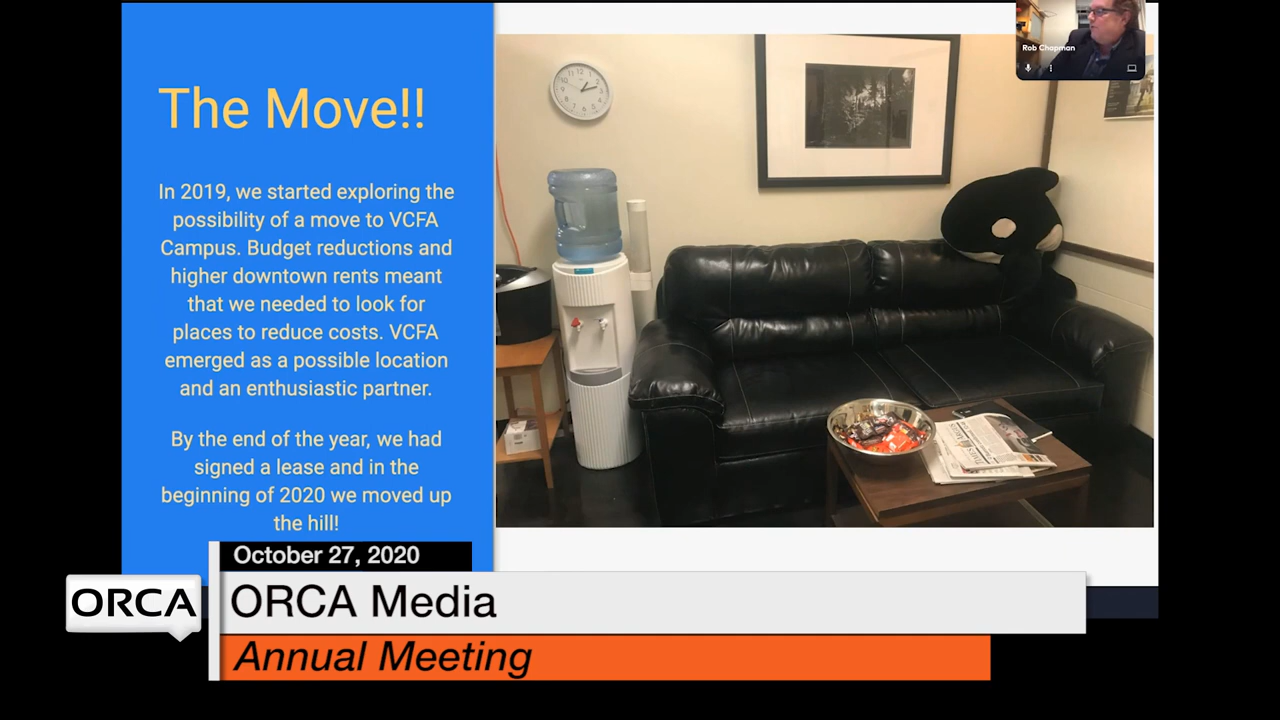 The Move!!
In 2019, we started exploring the
possibility of a move to VCFA
Campus. Budget reductions and
higher downtown rents meant
that we needed to look for
places to reduce costs. VCFA
emerged as a possible location
and an enthusiastic partner.
By the end of the year, we had
signed a lease and in the
beginning of 2020 we moved up
the hill!
Rob Chapman
October 27, 2020
ORCA
ORCA Media
Annual Meeting